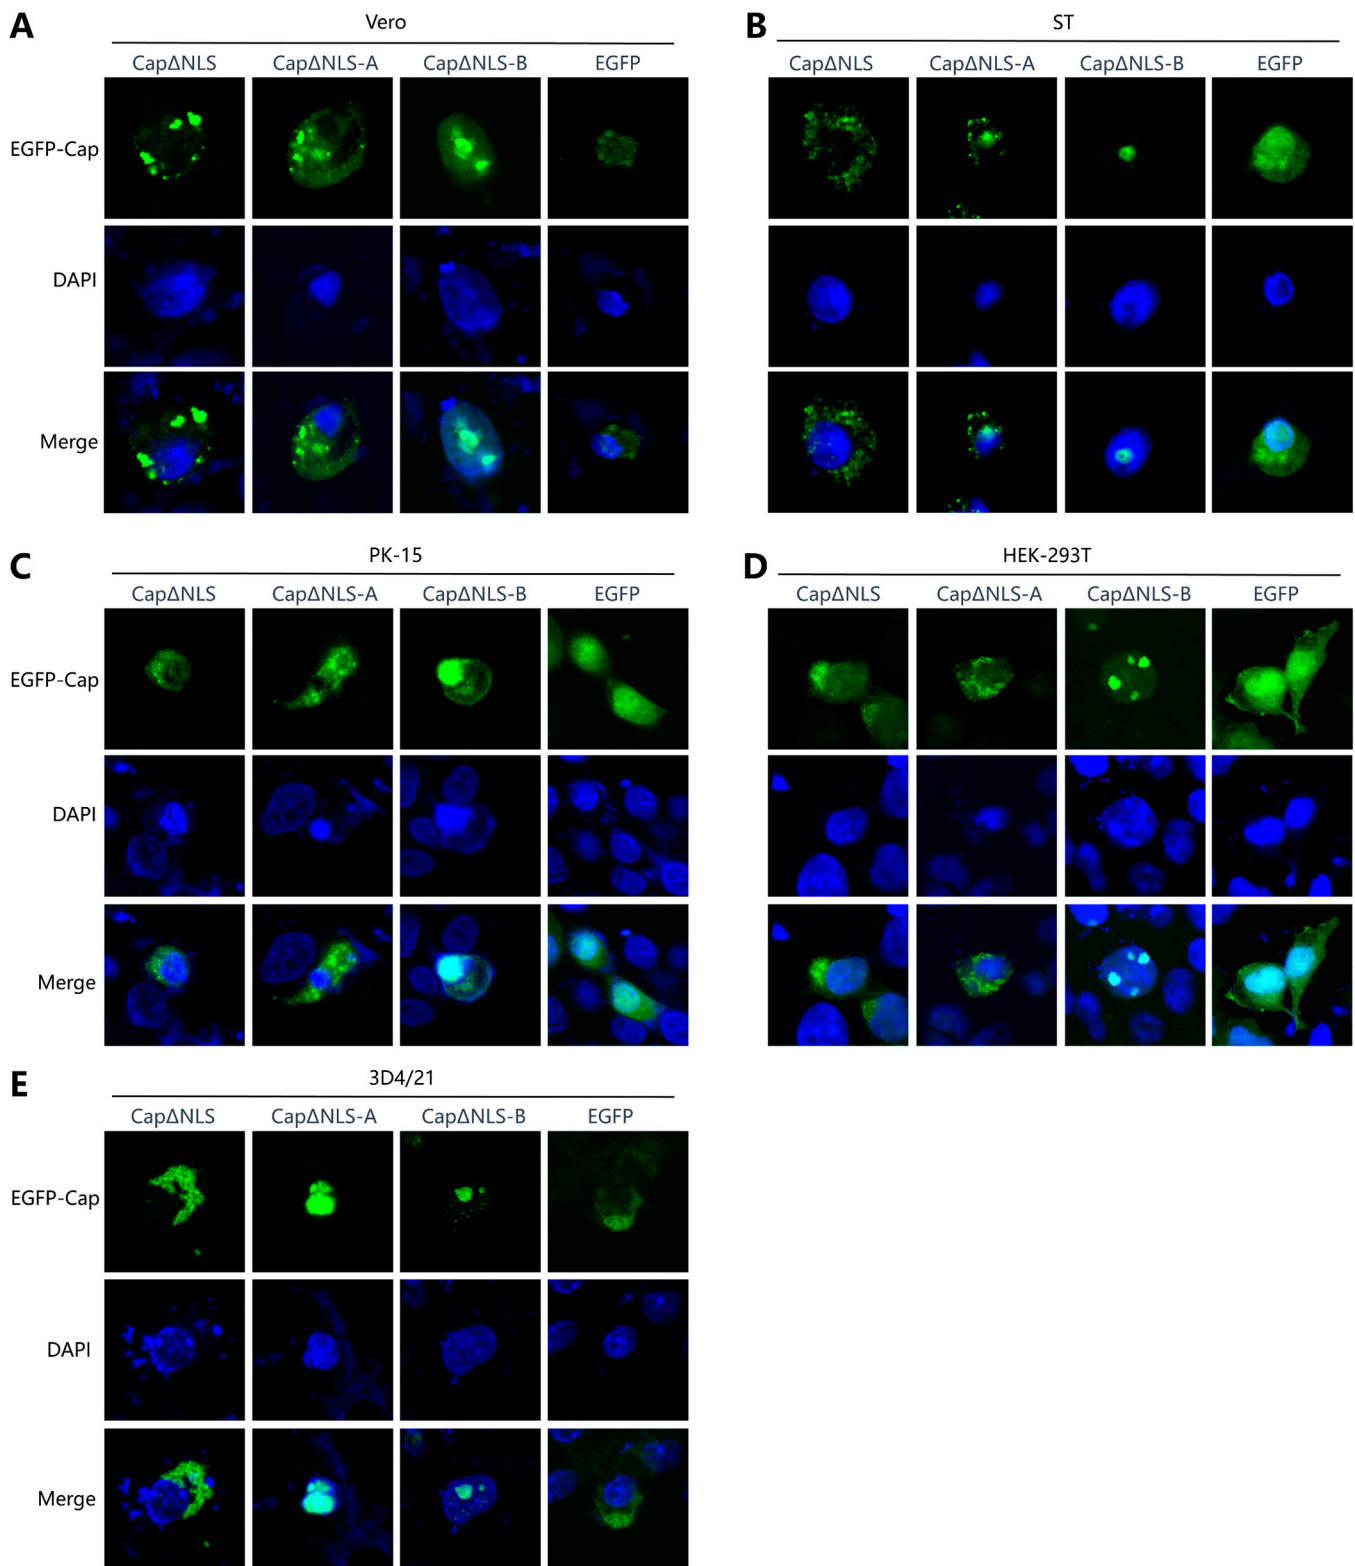 A
Vero
CapΔNLS CapΔNLS-A CapΔNLS-B EGFP
EGFP-Cap
DAPI
Merge
B
ST
CapΔNLS CapΔNLS-A CapΔNLS-B EGFP
C
PK-15
CapΔNLS CapΔNLS-A CapΔNLS-B EGFP
EGFP-Cap
DAPI
Merge
D
HEK-293T
CapΔNLS CapΔNLS-A CapΔNLS-B EGFP
E
3D4/21
CapΔNLS CapΔNLS-A CapΔNLS-B EGFP
EGFP-Cap
DAPI
Merge